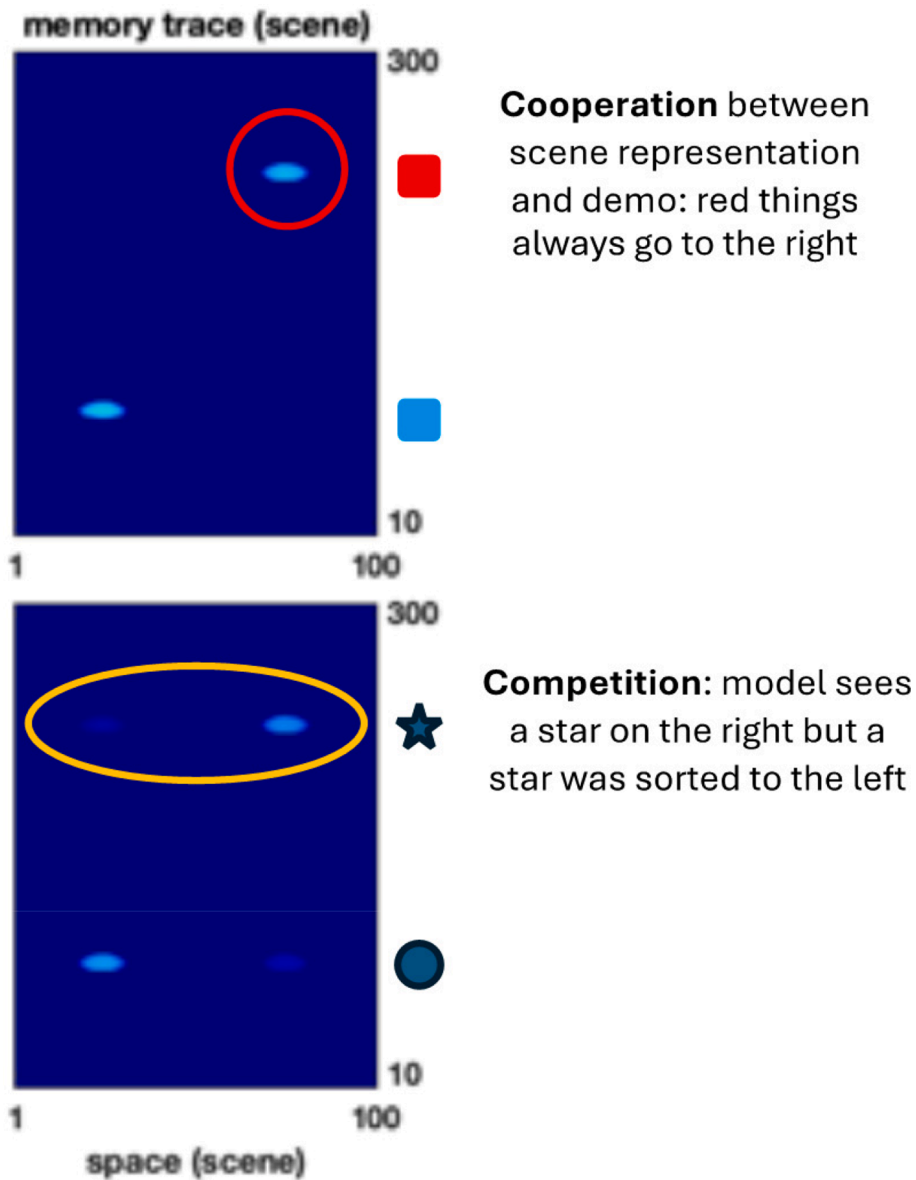 memory trace (scene)
300
Cooperation between
scene representation
and demo: red things
always go to the right
10
1
100
300
Competition: model sees
a star on the right but a
star was sorted to the left
10
1
100
space (scene)